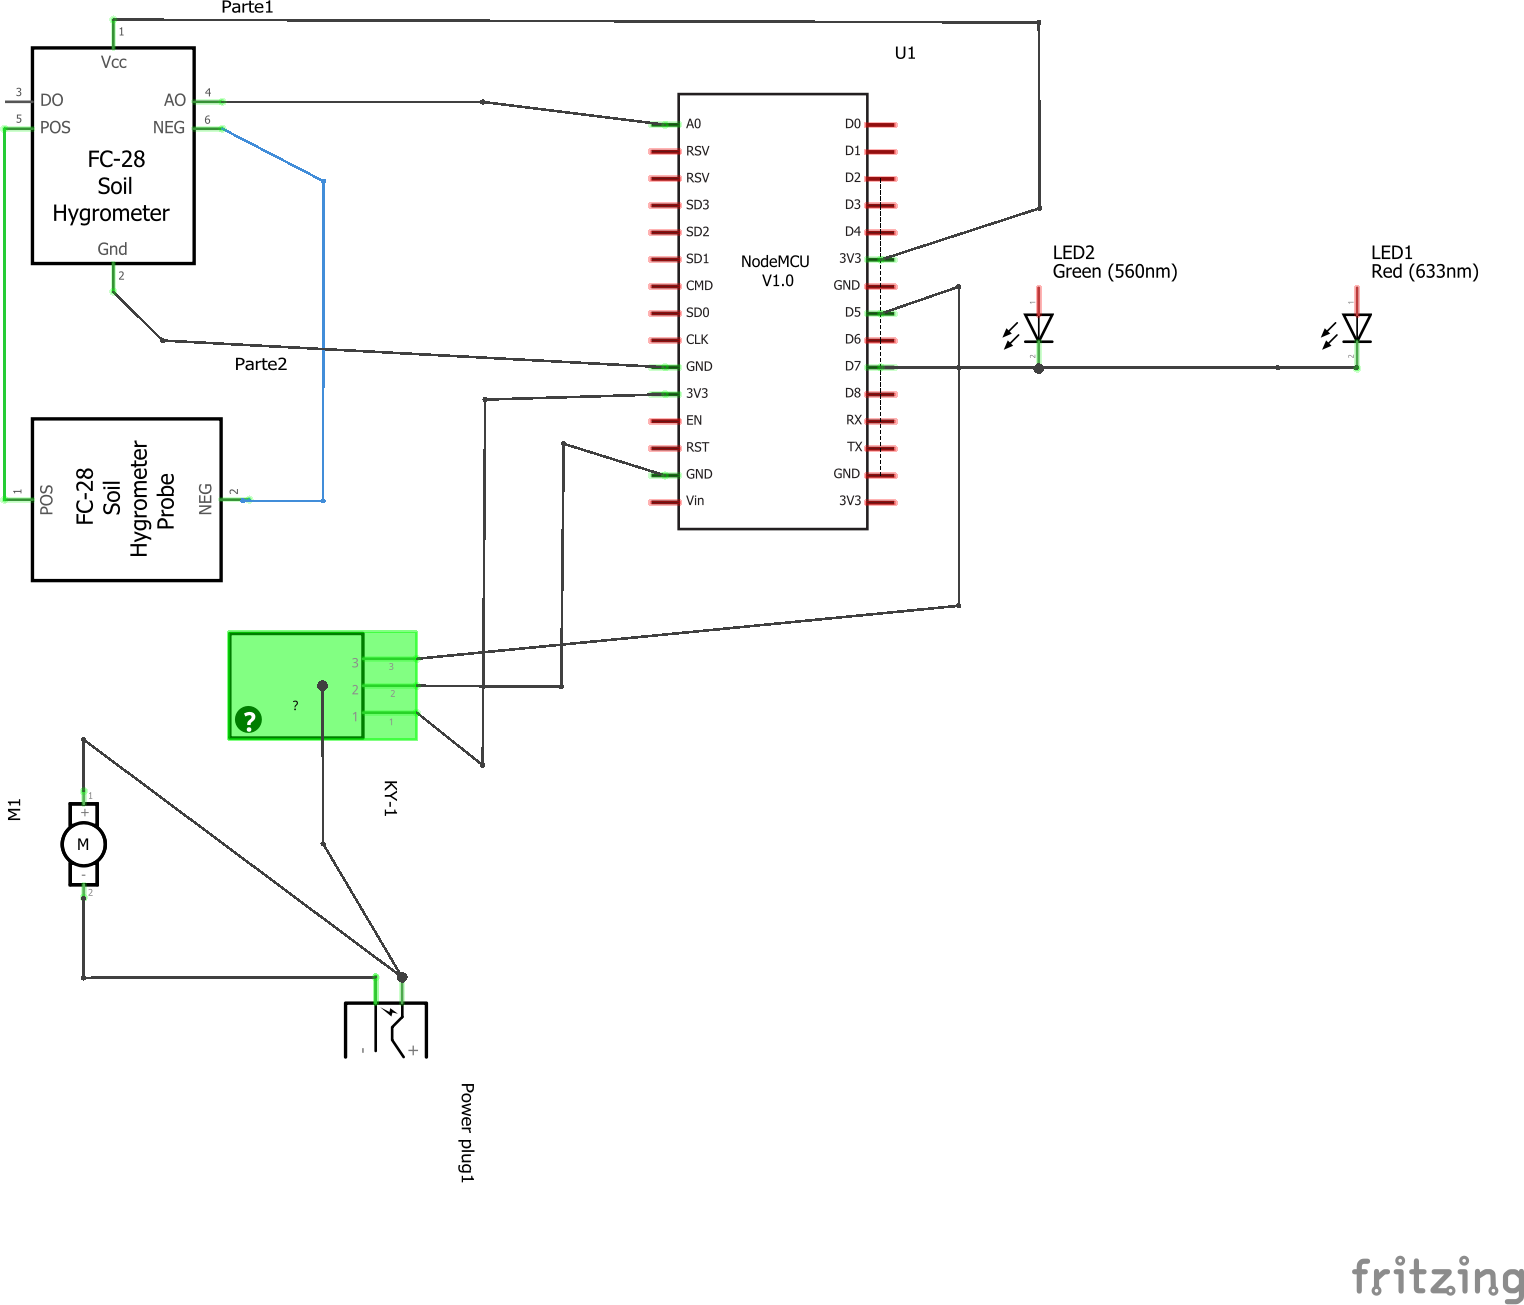 Parte1
1
Vcc
3
DO
AO
4
5
POS
NEG
6
FC-28
Soil
Hygrometer
Gnd
2
Parte2
U1
A0
D0
RSV
D1
RSV
D2
SD3
D3
SD2
D4
SD1
3V3
CMD
GND
SD0
D5
CLK
D6
GND
D7
3V3
D8
EN
RX
RST
TX
GND
GND
Vin
3V3
NodeMCU
V1.0
LED2
Green (560nm)
1
2
LED1
Red (633nm)
1
2
1
POS
FC-28
Soil
Hygrometer
Probe
NEG
2
3
3
2
2
1
1
?
?
KY-1
M1
1
+
M
-
2
-
+
Power plug1
fritzing